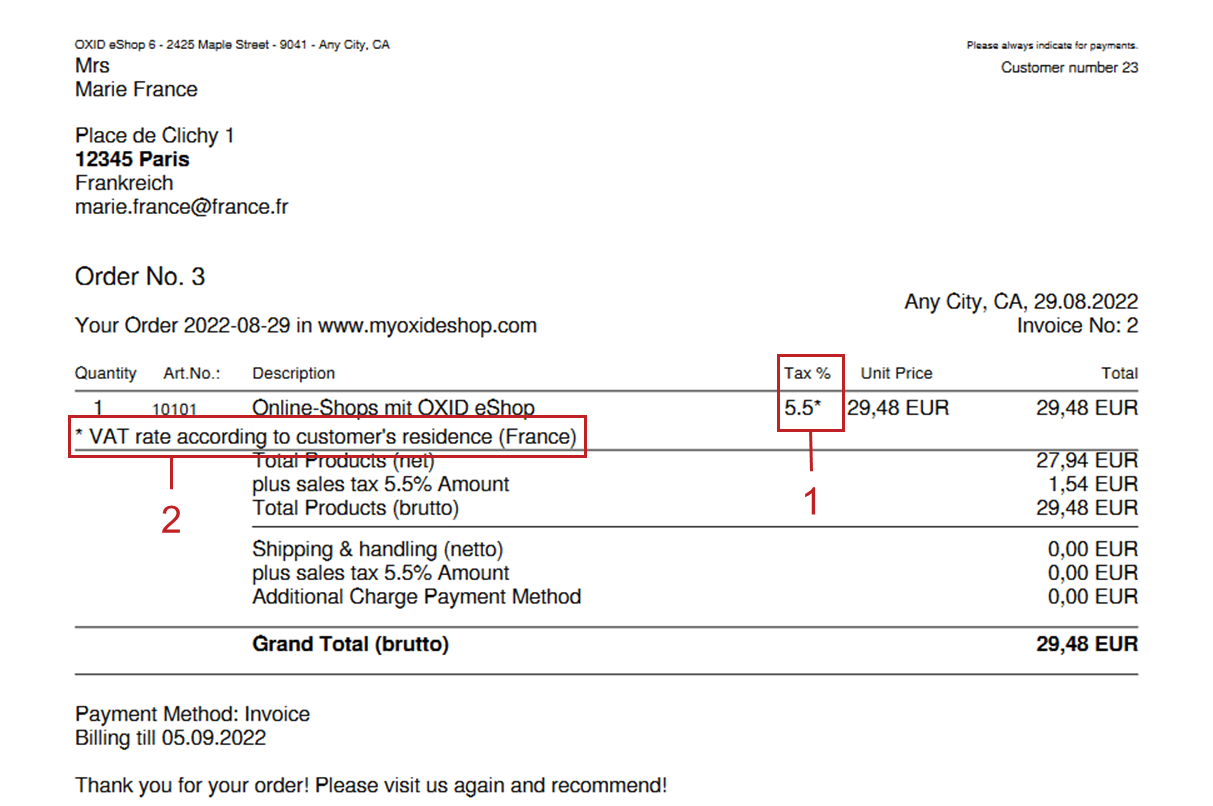 OXID eShop 6 - 2425 Maple Street - 9041 - Any City, CA
Please always indicate for payments.
Mrs
Customer number 23
Marie France
Place de Clichy 1
12345 Paris
Frankreich
marie.france@france.fr
Order No. 3
Any City, CA, 29.08.2022
Your Order 2022-08-29 in www.myoxideshop.com
Invoice No: 2
Quantity Art.No.: Description Tax % Unit Price Total
1 10101 Online-Shops mit OXID eShop 5.5* 29,48 EUR 29,48 EUR
* VAT rate according to customer's residence (France)
Total Products (net) 27,94 EUR
plus sales tax 5.5% Amount 1,54 EUR
Total Products (brutto) 29,48 EUR
1
2
Shipping & handling (netto) 0,00 EUR
plus sales tax 5.5% Amount 0,00 EUR
Additional Charge Payment Method 0,00 EUR
Grand Total (brutto) 29,48 EUR
Payment Method: Invoice
Billing till 05.09.2022
Thank you for your order! Please visit us again and recommend!